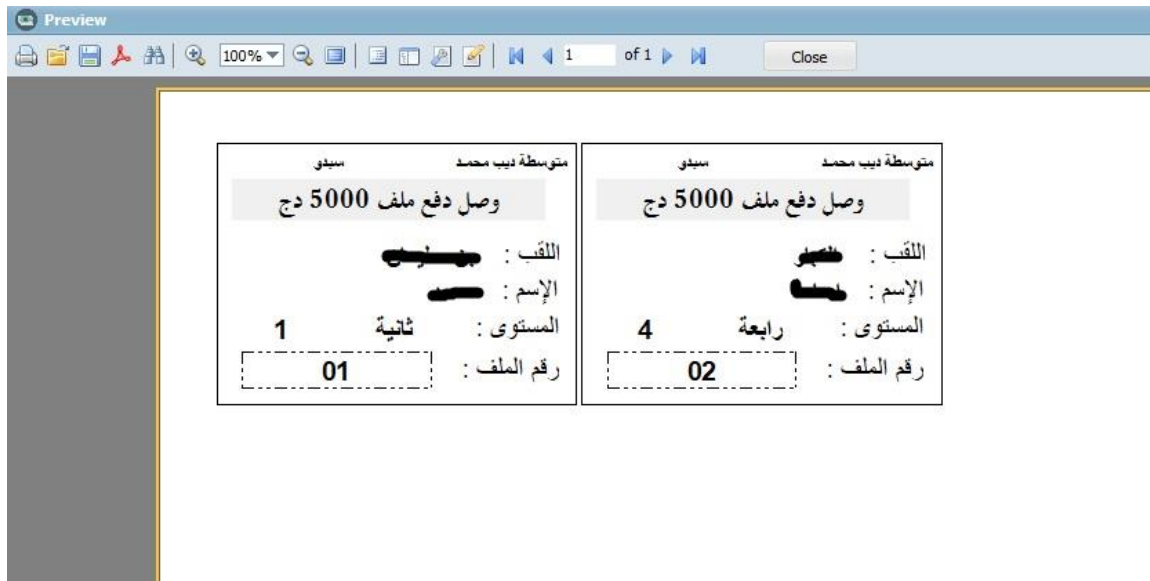 Preview
100%
1 of 1
Close
متوسطة ديب محمد سبدو
وصل دفع ملف 5000 دج
اللقب :
الإسم :
المستوى : رابعة 4
رقم الملف : 02
متوسطة ديب محمد سبدو
وصل دفع ملف 5000 دج
اللقب :
الإسم :
المستوى : ثانية 1
رقم الملف : 01